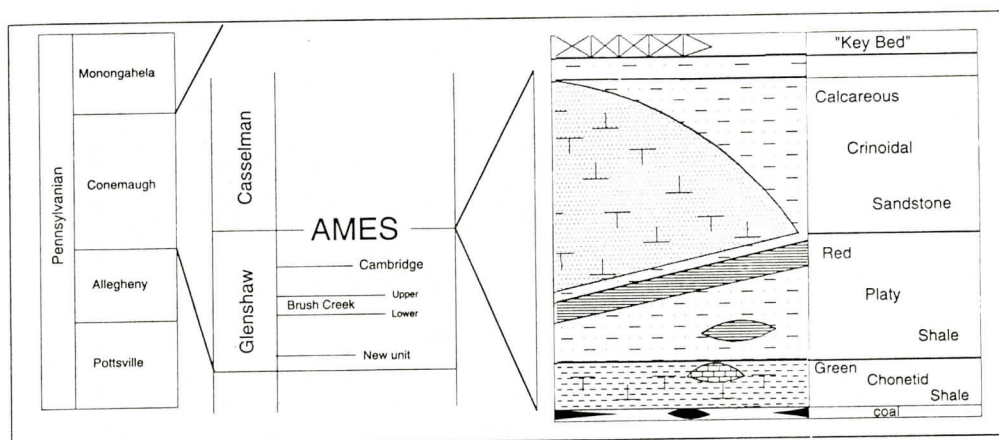 Pennsylvanian
Monongahela
Conemaugh
Allegheny
Pottsville
Casselman
Glenshaw
AMES
Cambridge
Upper
Brush Creek
Lower
New unit
"Key Bed"
Calcareous
Crinoidal
Sandstone
Red
Platy
Shale
Green
Chonetid
Shale
coal